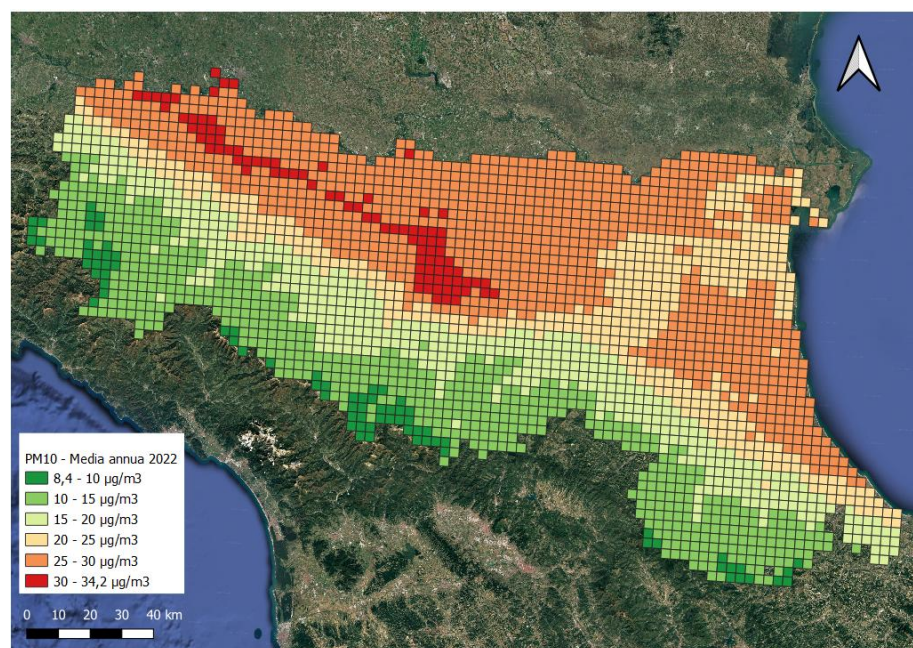 PM10 - Media annua 2022
8,4 - 10 µg/m3
10 - 15 µg/m3
15 - 20 µg/m3
20 - 25 µg/m3
25 - 30 µg/m3
30 - 34,2 µg/m3
0 10 20 30 40 km